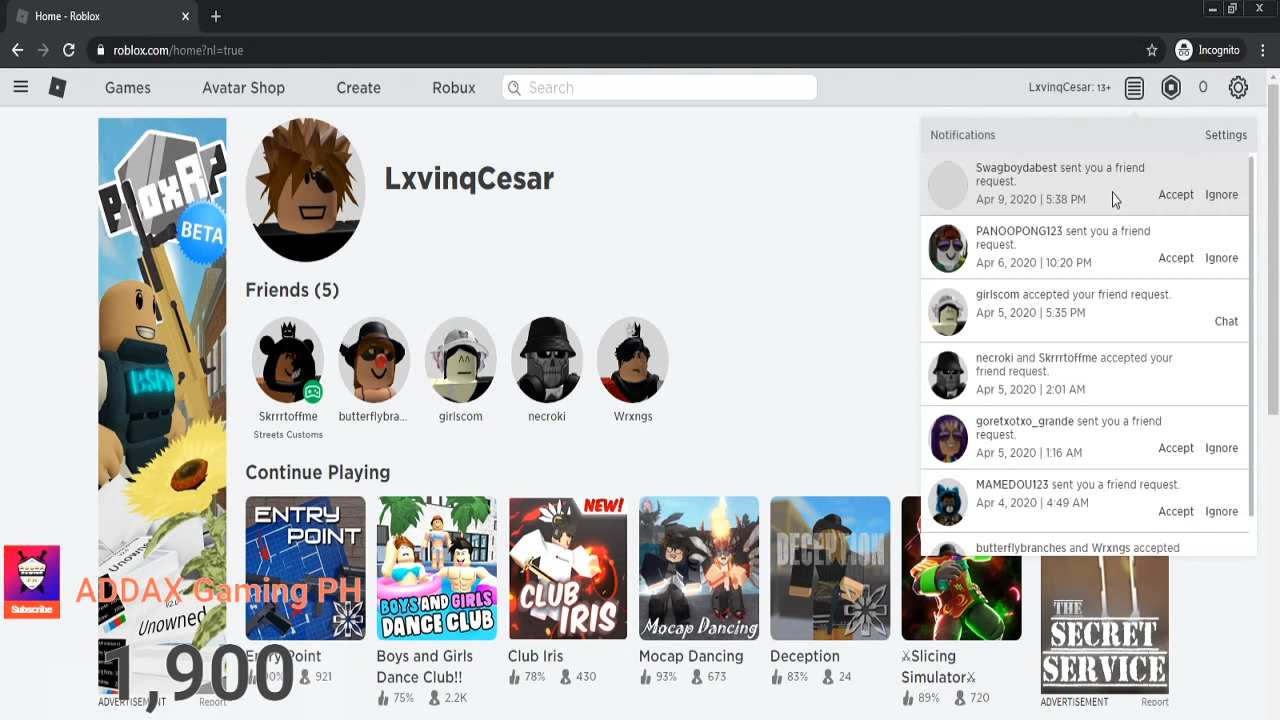 Home - Roblox
roblox.com/home?nl=true
Incognito
Games
Avatar Shop
Create
Robux
Search
LxvinqCesar: 13+
0
BloxRP
BETA
LxvinqCesar
Friends (5)
Skrrrtoffme
Streets Customs
butterflybra...
girlscom
necroki
Wrxngs
Notifications
Settings
Swagboydabest sent you a friend
request.
Apr 9, 2020 | 5:38 PM
Accept
Ignore
PANOOPONG123 sent you a friend
request.
Apr 6, 2020 | 10:20 PM
Accept
Ignore
girlscom accepted your friend request.
Apr 5, 2020 | 5:35 PM
Chat
necroki and Skrrrtoffme accepted your
friend request.
Apr 5, 2020 | 2:01 AM
goretxotxo_grande sent you a friend
request.
Apr 5, 2020 | 1:16 AM
Accept
Ignore
MAMEDOU123 sent you a friend request.
Apr 4, 2020 | 4:49 AM
Accept
Ignore
butterflybranches and Wrxngs accepted
Continue Playing
ENTRY
POINT
BOYS AND GIRLS
DANCE CLUB
NEW!
CLUB
IRIS
Mocap Dancing
DECEPTION
THE
SECRET
SERVICE
Entry Point
921
Boys and Girls
Dance Club!!
75%
2.2K
Club Iris
78%
430
Mocap Dancing
93%
673
Deception
83%
24
⚔Slicing
Simulator⚔
89%
720
Unowned
ADDAX Gaming PH
Subscribe
1,900
ADVERTISEMENT
Report
ADVERTISEMENT
Report